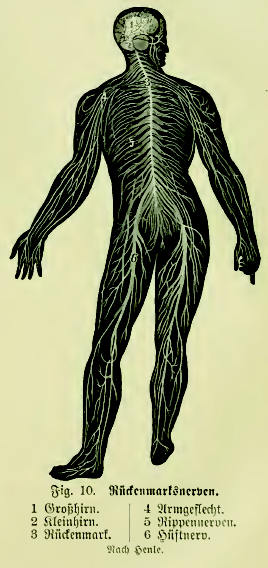 Fig. 10. Rückenmarksnerven.
1 Großhirn.
2 Kleinhirn.
3 Rückenmark.
4 Armgeflecht.
5 Rippennerven.
6 Hüftnerv.
Nach Henle.